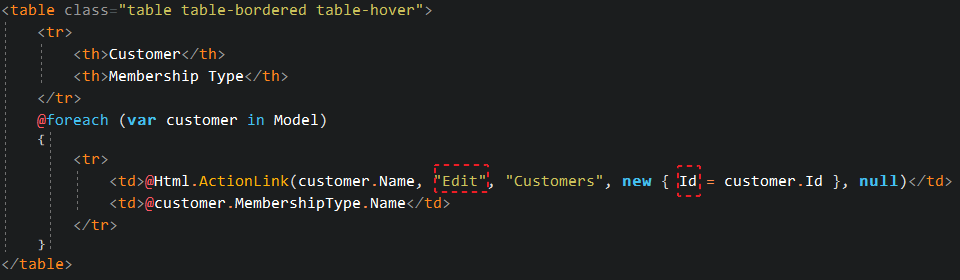 <table class="table table-bordered table-hover">
    <tr>
        <th>Customer</th>
        <th>Membership Type</th>
    </tr>
    @foreach (var customer in Model)
    {
        <tr>
            <td>@Html.ActionLink(customer.Name, "Edit", "Customers", new { Id = customer.Id }, null)</td>
            <td>@customer.MembershipType.Name</td>
        </tr>
    }
</table>